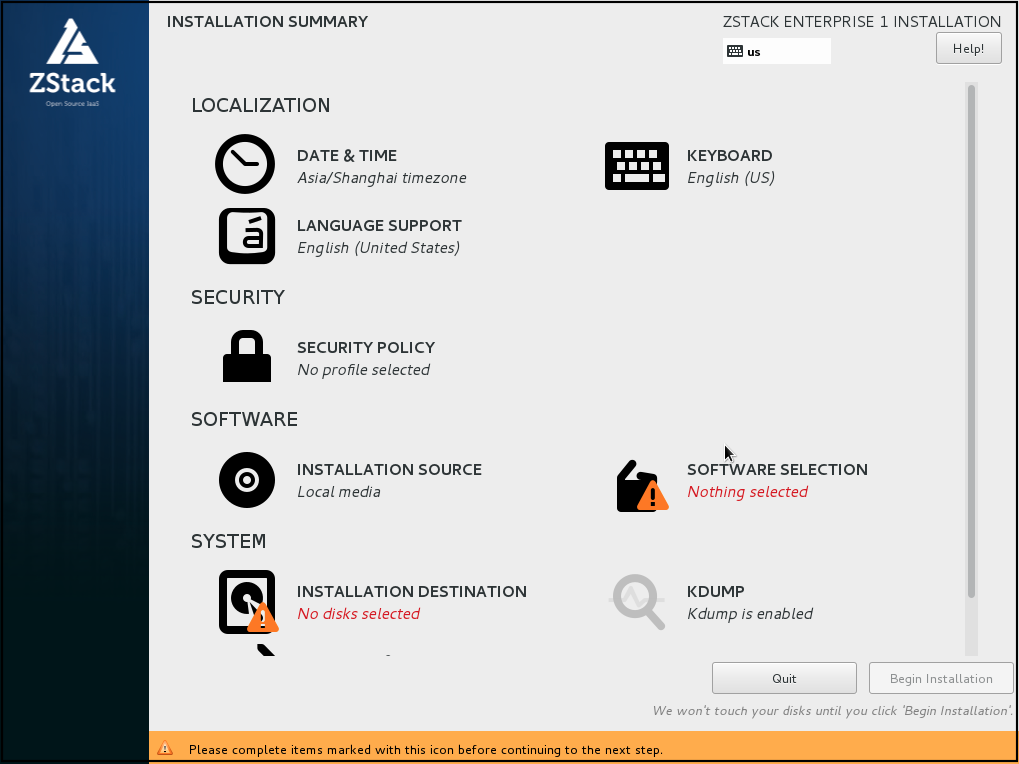 ZStack
Open Source IaaS
INSTALLATION SUMMARY
ZSTACK ENTERPRISE 1 INSTALLATION
us
Help!
LOCALIZATION
DATE & TIME
Asia/Shanghai timezone
KEYBOARD
English (US)
á
LANGUAGE SUPPORT
English (United States)
SECURITY
SECURITY POLICY
No profile selected
SOFTWARE
INSTALLATION SOURCE
Local media
SOFTWARE SELECTION
Nothing selected
SYSTEM
INSTALLATION DESTINATION
No disks selected
KDUMP
Kdump is enabled
Quit
Begin Installation
We won't touch your disks until you click 'Begin Installation'.
Please complete items marked with this icon before continuing to the next step.